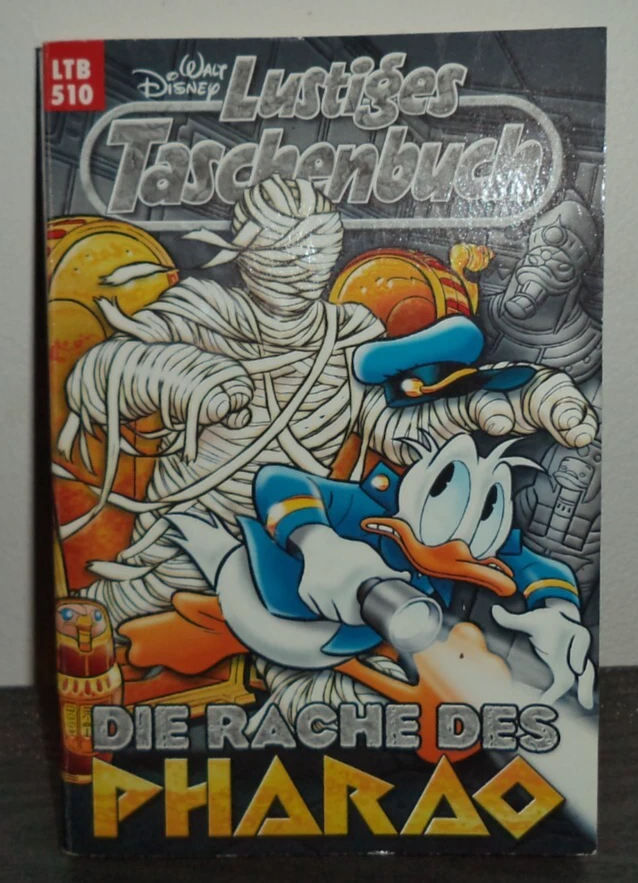 LTB
510
WALT
DISNEY
Lustiges
Taschenbuch
DIE RACHE DES
PHARAO